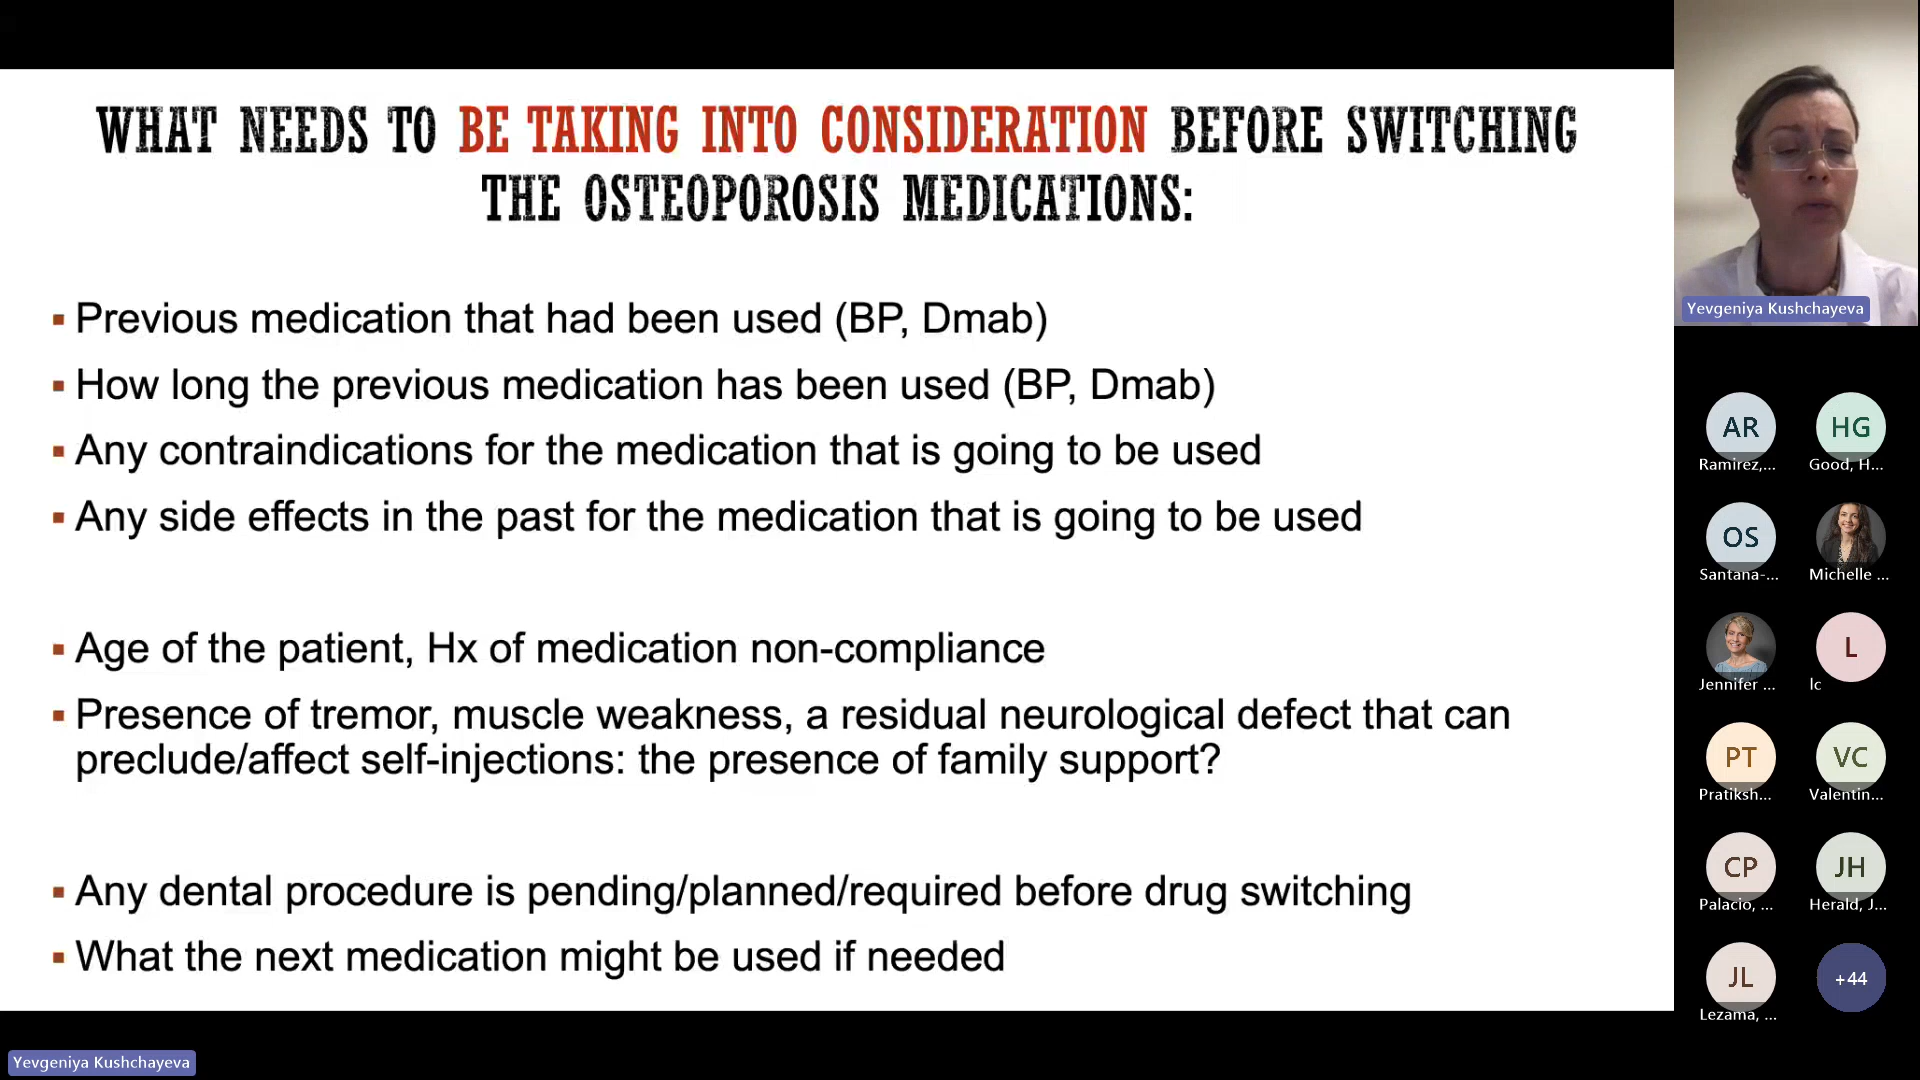 WHAT NEEDS TO BE TAKING INTO CONSIDERATION BEFORE SWITCHING
THE OSTEOPOROSIS MEDICATIONS:
▪ Previous medication that had been used (BP, Dmab)
▪ How long the previous medication has been used (BP, Dmab)
▪ Any contraindications for the medication that is going to be used
▪ Any side effects in the past for the medication that is going to be used
▪ Age of the patient, Hx of medication non-compliance
▪ Presence of tremor, muscle weakness, a residual neurological defect that can
preclude/affect self-injections: the presence of family support?
▪ Any dental procedure is pending/planned/required before drug switching
▪ What the next medication might be used if needed
Yevgeniya Kushchayeva
AR
Ramirez,...
HG
Good, H...
OS
Santana-...
Michelle ...
Jennifer ...
L
lc
PT
Pratiksh...
VC
Valentin...
CP
Palacio, ...
JH
Herald, J...
JL
Lezama, ...
+44
Yevgeniya Kushchayeva